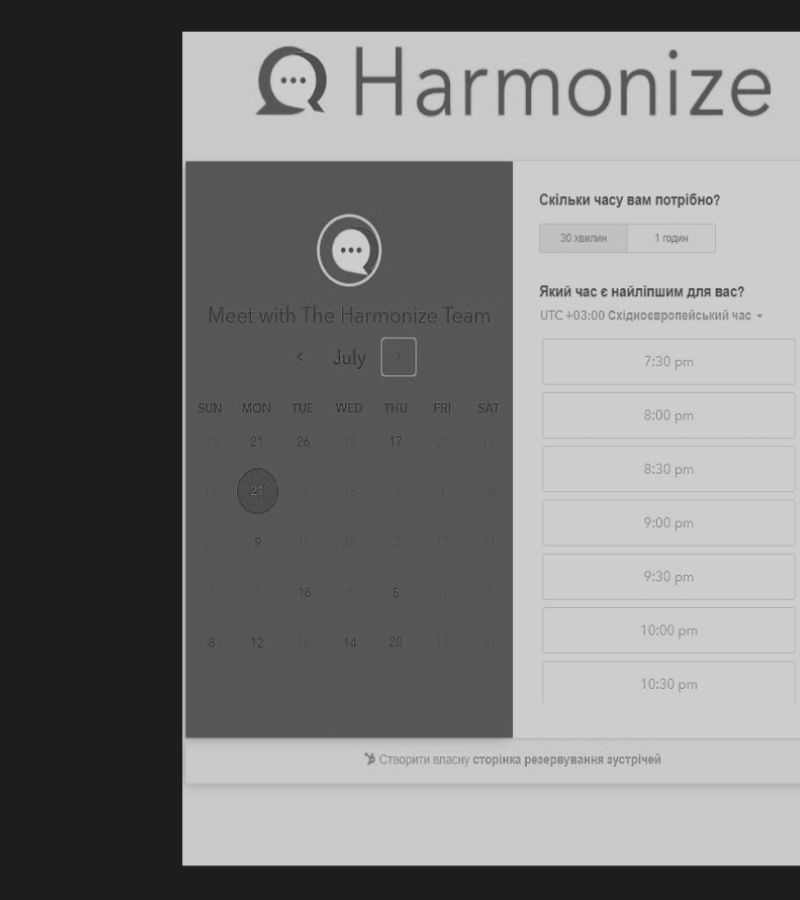 Harmonize
Meet with The Harmonize Team
July
SUN MON TUE WED THU FRI SAT
10 21 26 12 17 20
21 25 15 3 1 20
20 9 15 25 2 13 31
3 7 16 6 5 10 5
8 12 26 14 20 12 31
Скільки часу вам потрібно?
30 хвилин 1 годин
Який час є найліпшим для вас?
UTC +03:00 Східноєвропейський час
7:30 pm
8:00 pm
8:30 pm
9:00 pm
9:30 pm
10:00 pm
10:30 pm
Створити власну сторінка резервування зустрічей